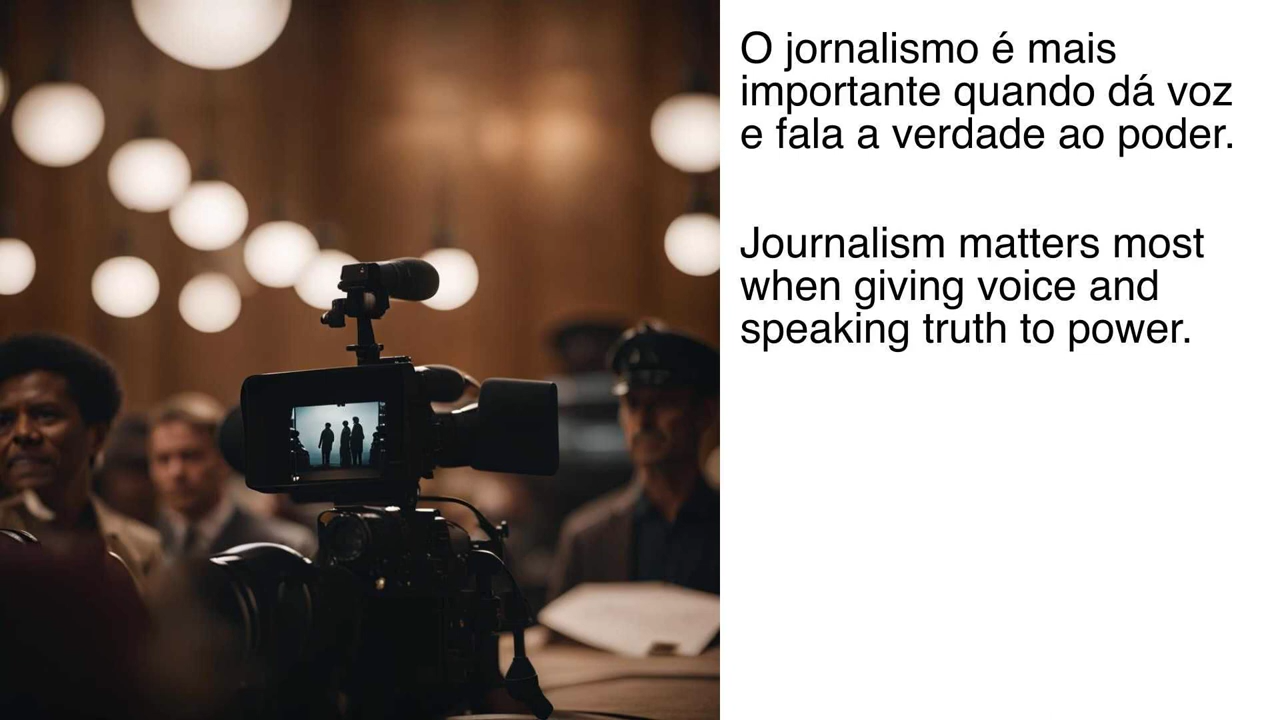 O jornalismo é mais
importante quando dá voz
e fala a verdade ao poder.
Journalism matters most
when giving voice and
speaking truth to power.